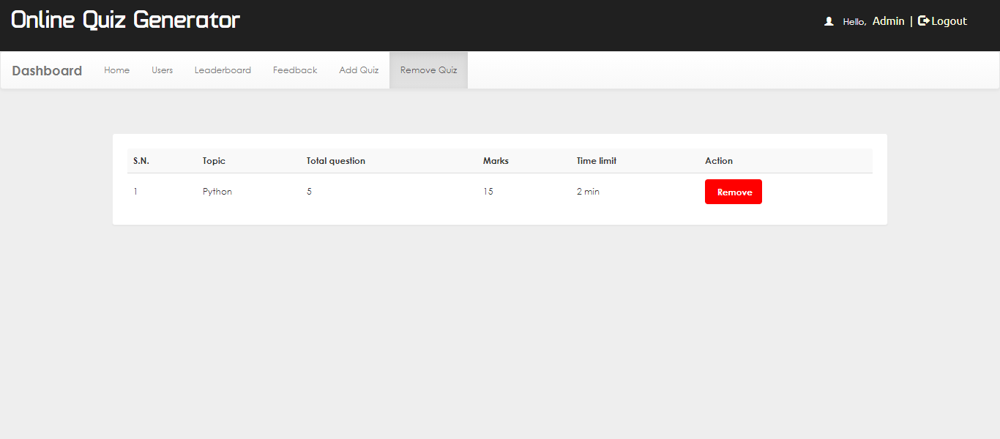 Online Quiz Generator
Hello, Admin | Logout
Dashboard Home Users Leaderboard Feedback Add Quiz Remove Quiz
S.N. Topic Total question Marks Time limit Action
1 Python 5 15 2 min Remove